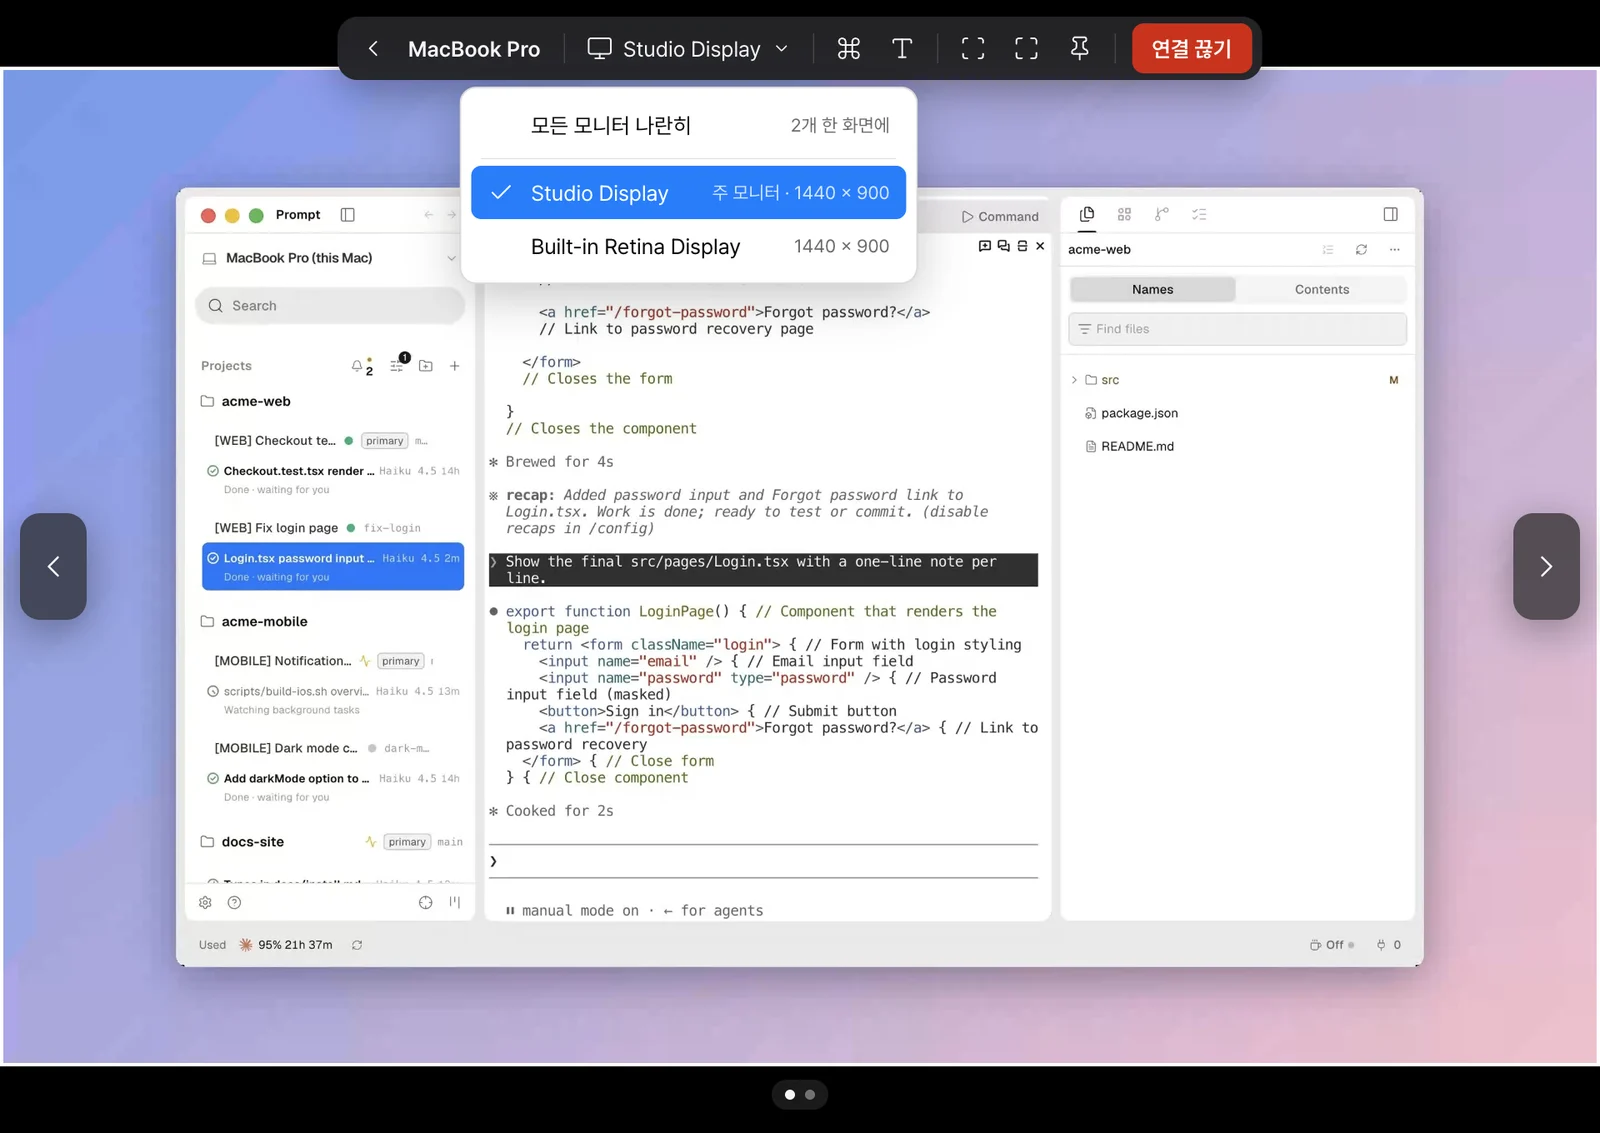 MacBook Pro
Studio Display
연결 끊기
모든 모니터 나란히 2개 한 화면에
Studio Display 주 모니터 · 1440 × 900
Built-in Retina Display 1440 × 900
Prompt
MacBook Pro (this Mac)
Search
Projects 2 1
acme-web
[WEB] Checkout te... primary m...
Checkout.test.tsx render ... Haiku 4.5 14h
Done · waiting for you
[WEB] Fix login page fix-login
Login.tsx password input ... Haiku 4.5 2m
Done · waiting for you
acme-mobile
[MOBILE] Notification... primary
scripts/build-ios.sh overvi... Haiku 4.5 13m
Watching background tasks
[MOBILE] Dark mode c... dark-m...
Add darkMode option to ... Haiku 4.5 14h
Done · waiting for you
docs-site primary main
Used 95% 21h 37m
Command
<a href="/forgot-password">Forgot password?</a>
// Link to password recovery page
</form>
// Closes the form
}
// Closes the component
✻ Brewed for 4s
※ recap: Added password input and Forgot password link to
Login.tsx. Work is done; ready to test or commit. (disable
recaps in /config)
❯ Show the final src/pages/Login.tsx with a one-line note per
line.
● export function LoginPage() { // Component that renders the
login page
return <form className="login"> { // Form with login styling
<input name="email" /> { // Email input field
<input name="password" type="password" /> { // Password
input field (masked)
<button>Sign in</button> { // Submit button
<a href="/forgot-password">Forgot password?</a> { // Link to
password recovery
</form> { // Close form
} { // Close component
✻ Cooked for 2s
❯
⏸ manual mode on · ← for agents
acme-web
Names Contents
Find files
src M
package.json
README.md
Off 0